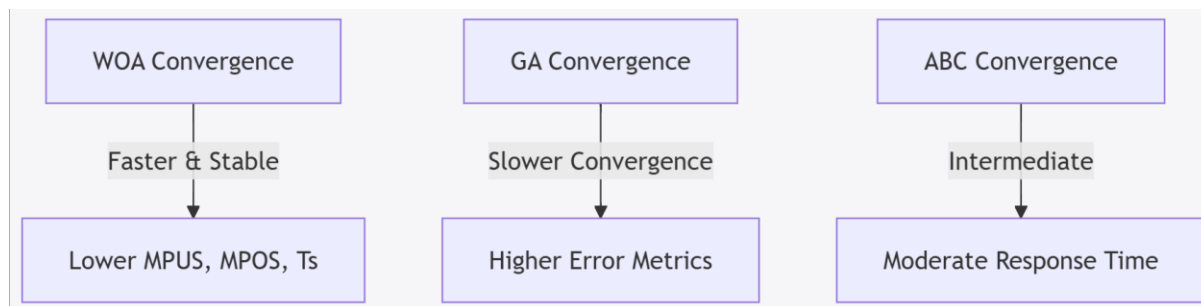 WOA Convergence
GA Convergence
ABC Convergence
Faster & Stable
Slower Convergence
Intermediate
Lower MPUS, MPOS, Ts
Higher Error Metrics
Moderate Response Time